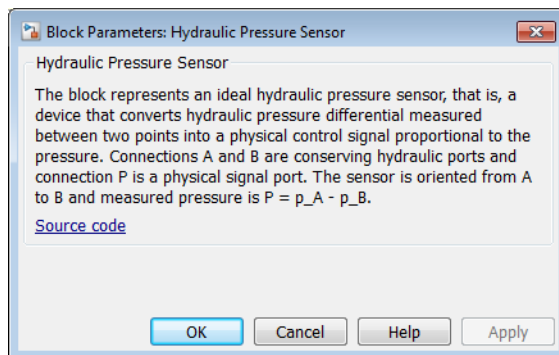 Block Parameters: Hydraulic Pressure Sensor
Hydraulic Pressure Sensor
The block represents an ideal hydraulic pressure sensor, that is, a
device that converts hydraulic pressure differential measured
between two points into a physical control signal proportional to the
pressure. Connections A and B are conserving hydraulic ports and
connection P is a physical signal port. The sensor is oriented from A
to B and measured pressure is P = p_A - p_B.
Source code
OK Cancel Help Apply